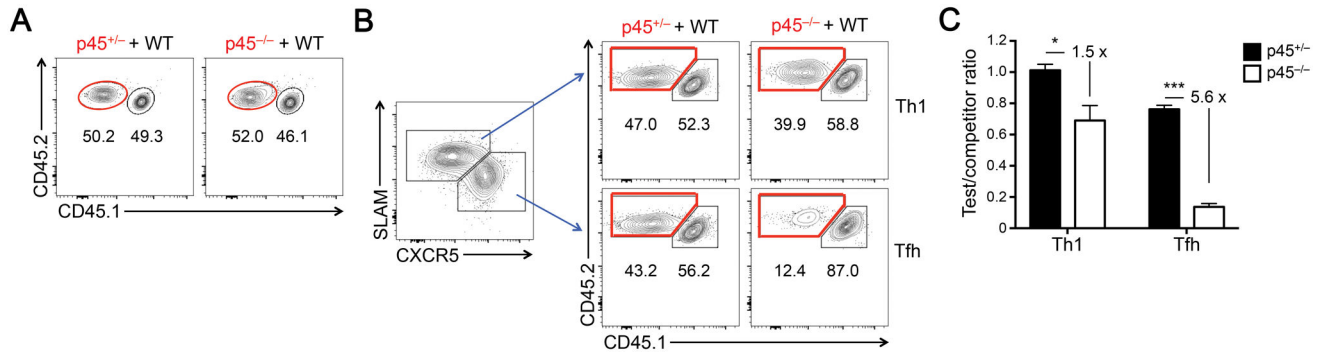 A
p45+/– + WT
p45–/– + WT
CD45.2
50.2 49.3
52.0 46.1
CD45.1
B
SLAM
CXCR5
p45+/– + WT
p45–/– + WT
CD45.2
47.0 52.3
39.9 58.8
Th1
43.2 56.2
12.4 87.0
Tfh
CD45.1
C
Test/competitor ratio
1.2
1.0
0.8
0.6
0.4
0.2
0
* 1.5 x
*** 5.6 x
Th1
Tfh
p45+/–
p45–/–